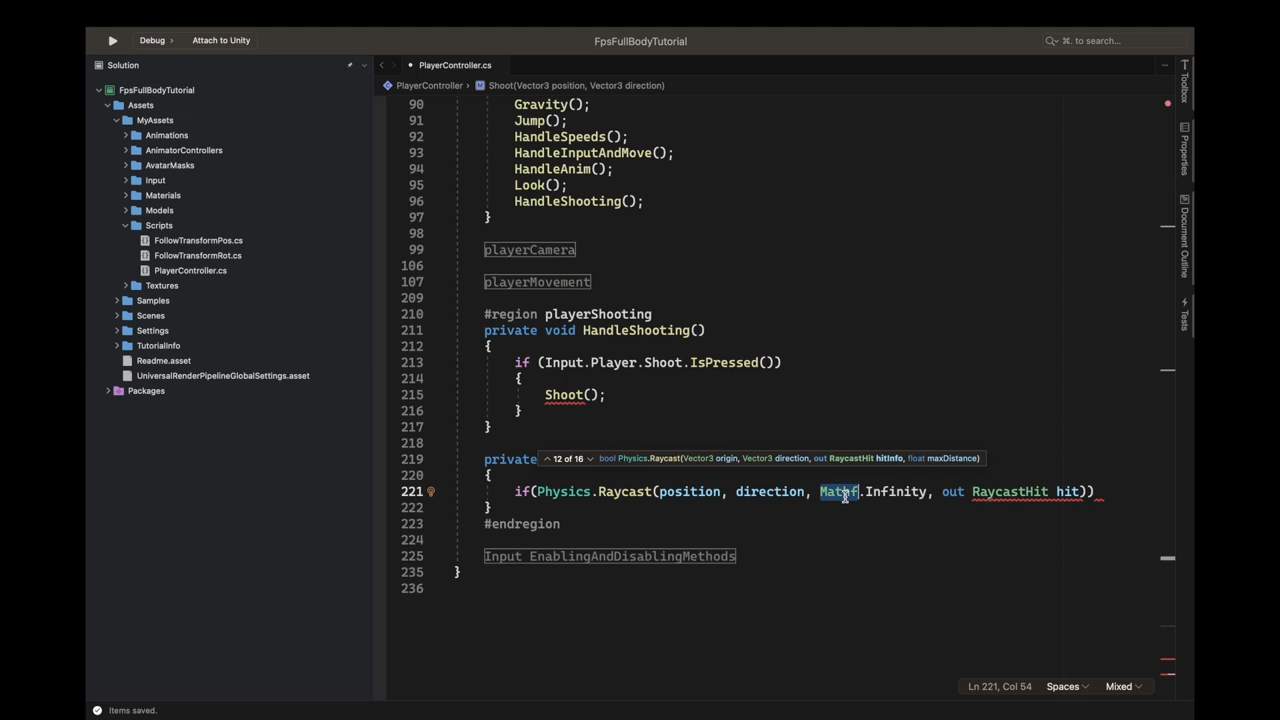 Debug
Attach to Unity
FpsFullBodyTutorial
⌘. to search...
Solution
PlayerController.cs
PlayerController › Shoot(Vector3 position, Vector3 direction)
FpsFullBodyTutorial
Assets
MyAssets
Animations
AnimatorControllers
AvatarMasks
Input
Materials
Models
Scripts
FollowTransformPos.cs
FollowTransformRot.cs
PlayerController.cs
Textures
Samples
Scenes
Settings
TutorialInfo
Readme.asset
UniversalRenderPipelineGlobalSettings.asset
Packages
90 Gravity();
91 Jump();
92 HandleSpeeds();
93 HandleInputAndMove();
94 HandleAnim();
95 Look();
96 HandleShooting();
97 }
98
99 playerCamera
106
107 playerMovement
209
210 #region playerShooting
211 private void HandleShooting()
212 {
213 if (Input.Player.Shoot.IsPressed())
214 {
215 Shoot();
216 }
217 }
218
219 private
12 of 16 bool Physics.Raycast(Vector3 origin, Vector3 direction, out RaycastHit hitInfo, float maxDistance)
220 {
221 if(Physics.Raycast(position, direction, Mathf.Infinity, out RaycastHit hit))
222 }
223 #endregion
224
225 Input EnablingAndDisablingMethods
235 }
236
Toolbox
Properties
Document Outline
Tests
Ln 221, Col 54
Spaces
Mixed
Items saved.